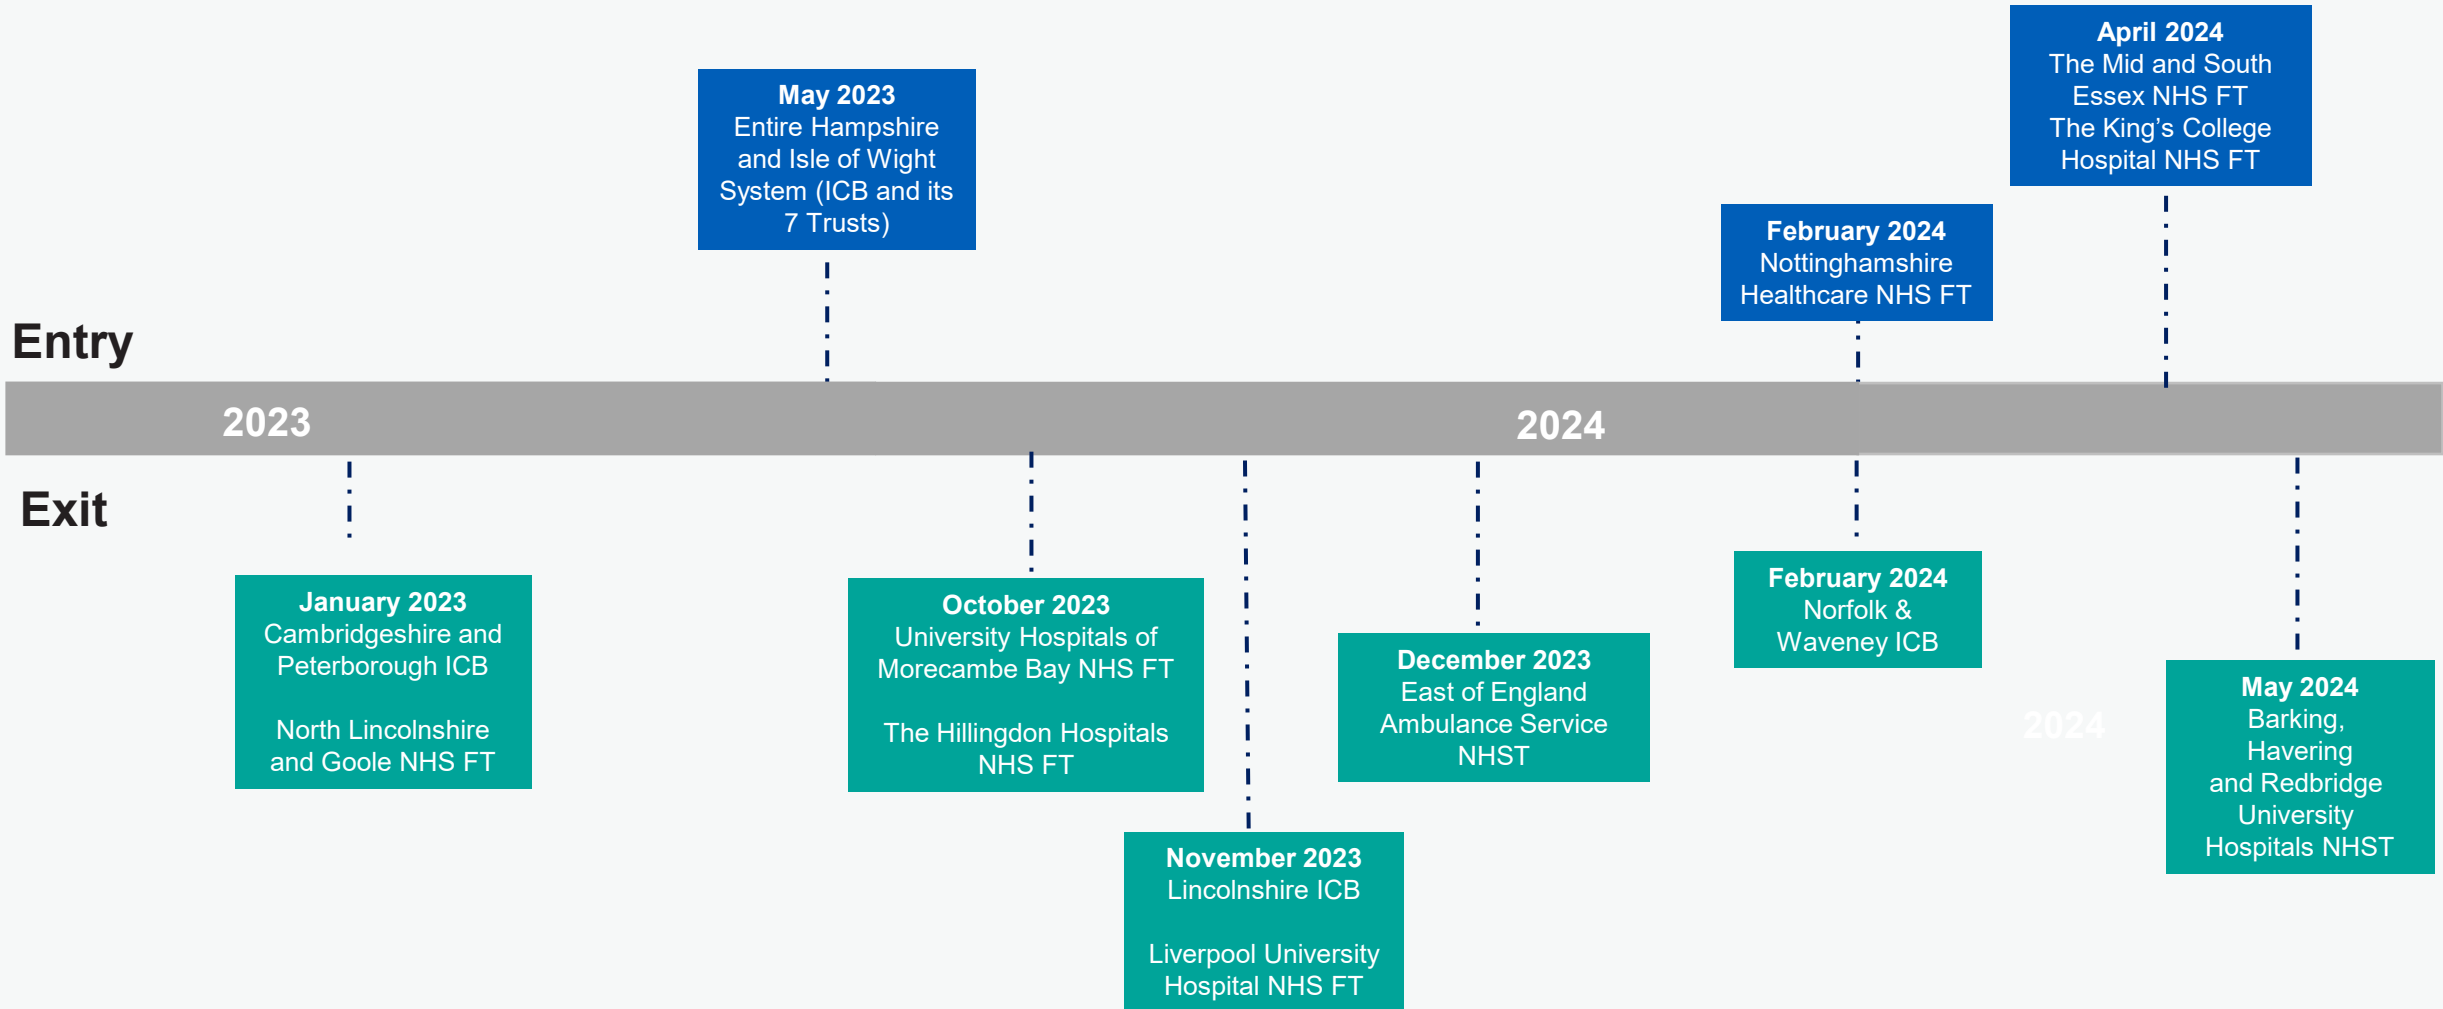 May 2023
Entire Hampshire
and Isle of Wight
System (ICB and its
7 Trusts)
February 2024
Nottinghamshire
Healthcare NHS FT
April 2024
The Mid and South
Essex NHS FT
The King’s College
Hospital NHS FT
Entry
2023
2024
Exit
January 2023
Cambridgeshire and
Peterborough ICB
North Lincolnshire
and Goole NHS FT
October 2023
University Hospitals of
Morecambe Bay NHS FT
The Hillingdon Hospitals
NHS FT
November 2023
Lincolnshire ICB
Liverpool University
Hospital NHS FT
December 2023
East of England
Ambulance Service
NHST
February 2024
Norfolk &
Waveney ICB
2024
May 2024
Barking,
Havering
and Redbridge
University
Hospitals NHST